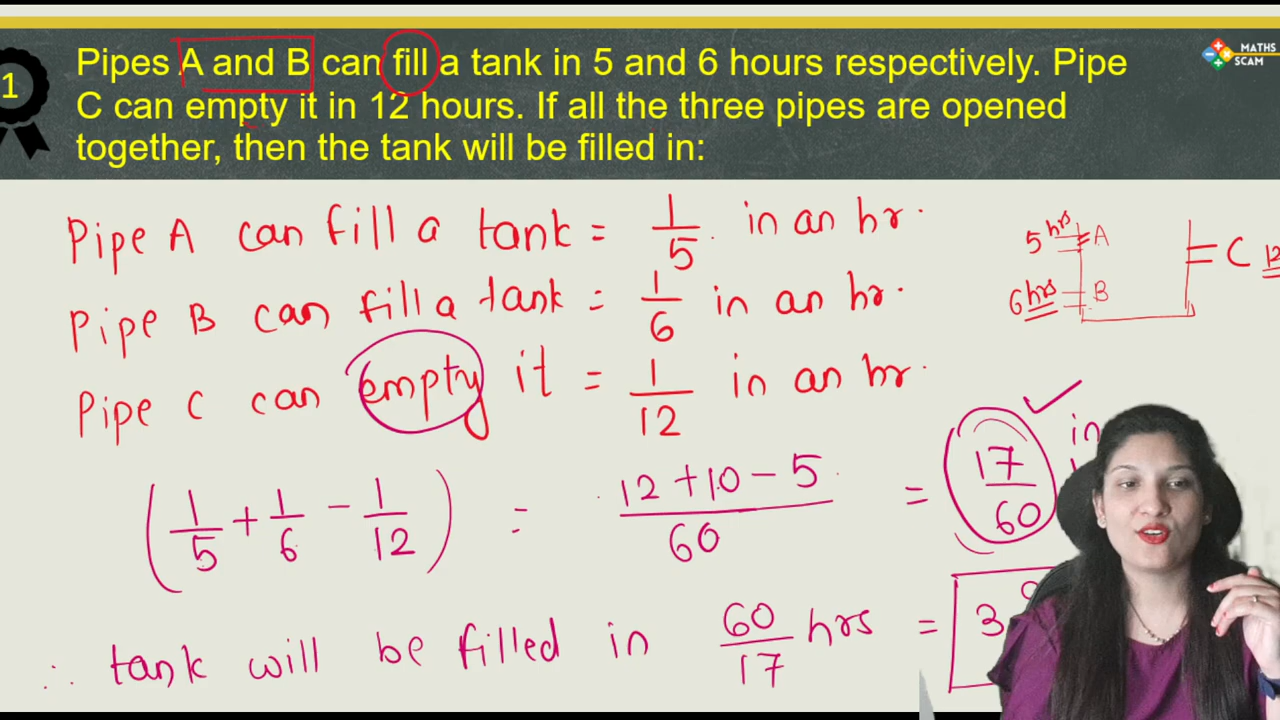 1
Pipes A and B can fill a tank in 5 and 6 hours respectively. Pipe
C can empty it in 12 hours. If all the three pipes are opened
together, then the tank will be filled in:
MATHS
SCAM
Pipe A can fill a tank = 1/5 in an hr.
Pipe B can fill a tank = 1/6 in an hr.
Pipe C can empty it = 1/12 in an hr.
5 hrs A
6 hrs B
C 12
(1/5 + 1/6 - 1/12) = 12+10-5/60 = 17/60 in
∴ tank will be filled in 60/17 hrs = 3